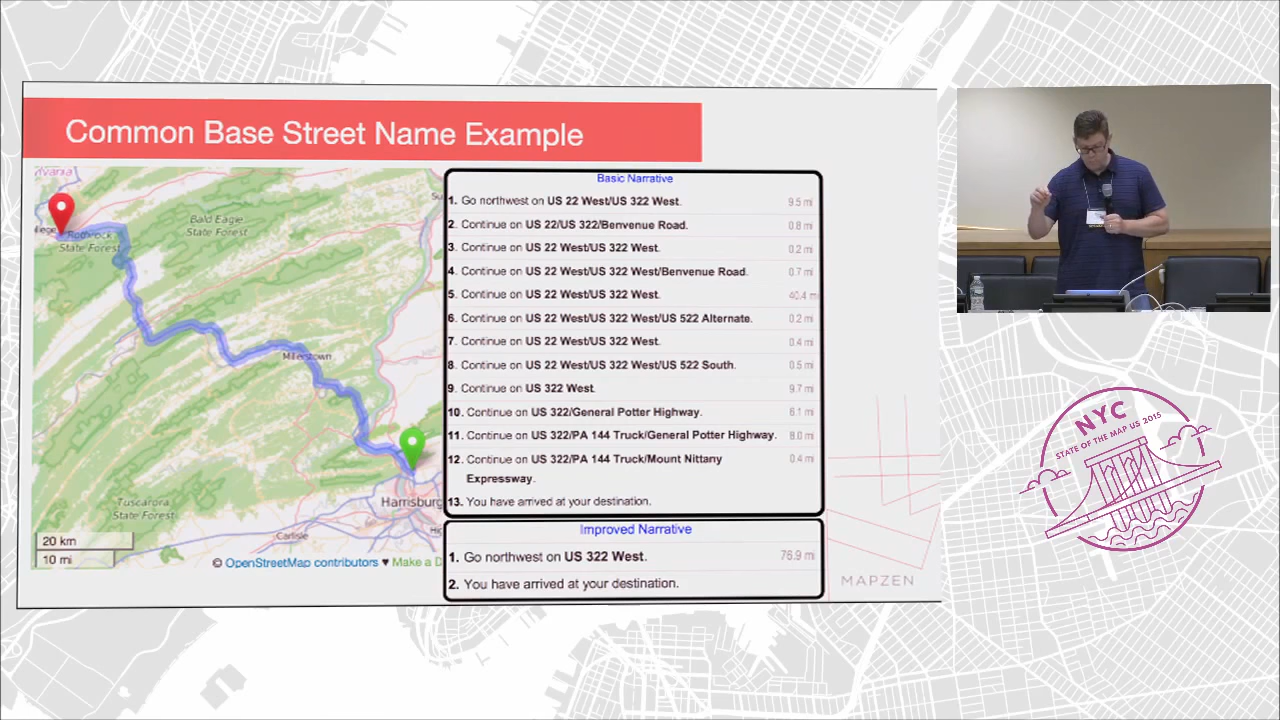 Common Base Street Name Example
Bald Eagle
State Forest
Rothrock
State Forest
Millerstown
Tuscarora
State Forest
Harrisburg
Carlisle
20 km
10 mi
© OpenStreetMap contributors ♥ Make a D
Basic Narrative
1. Go northwest on US 22 West/US 322 West. 9.5 mi
2. Continue on US 22/US 322/Benvenue Road. 0.8 mi
3. Continue on US 22 West/US 322 West. 0.2 mi
4. Continue on US 22 West/US 322 West/Benvenue Road. 0.7 mi
5. Continue on US 22 West/US 322 West. 40.4 mi
6. Continue on US 22 West/US 322 West/US 522 Alternate. 0.2 mi
7. Continue on US 22 West/US 322 West. 0.4 mi
8. Continue on US 22 West/US 322 West/US 522 South. 0.5 mi
9. Continue on US 322 West. 9.7 mi
10. Continue on US 322/General Potter Highway. 6.1 mi
11. Continue on US 322/PA 144 Truck/General Potter Highway. 8.0 mi
12. Continue on US 322/PA 144 Truck/Mount Nittany 0.4 mi
Expressway.
13. You have arrived at your destination.
Improved Narrative
1. Go northwest on US 322 West. 76.9 mi
2. You have arrived at your destination.
MAPZEN
NYC
STATE OF THE MAP US 2015